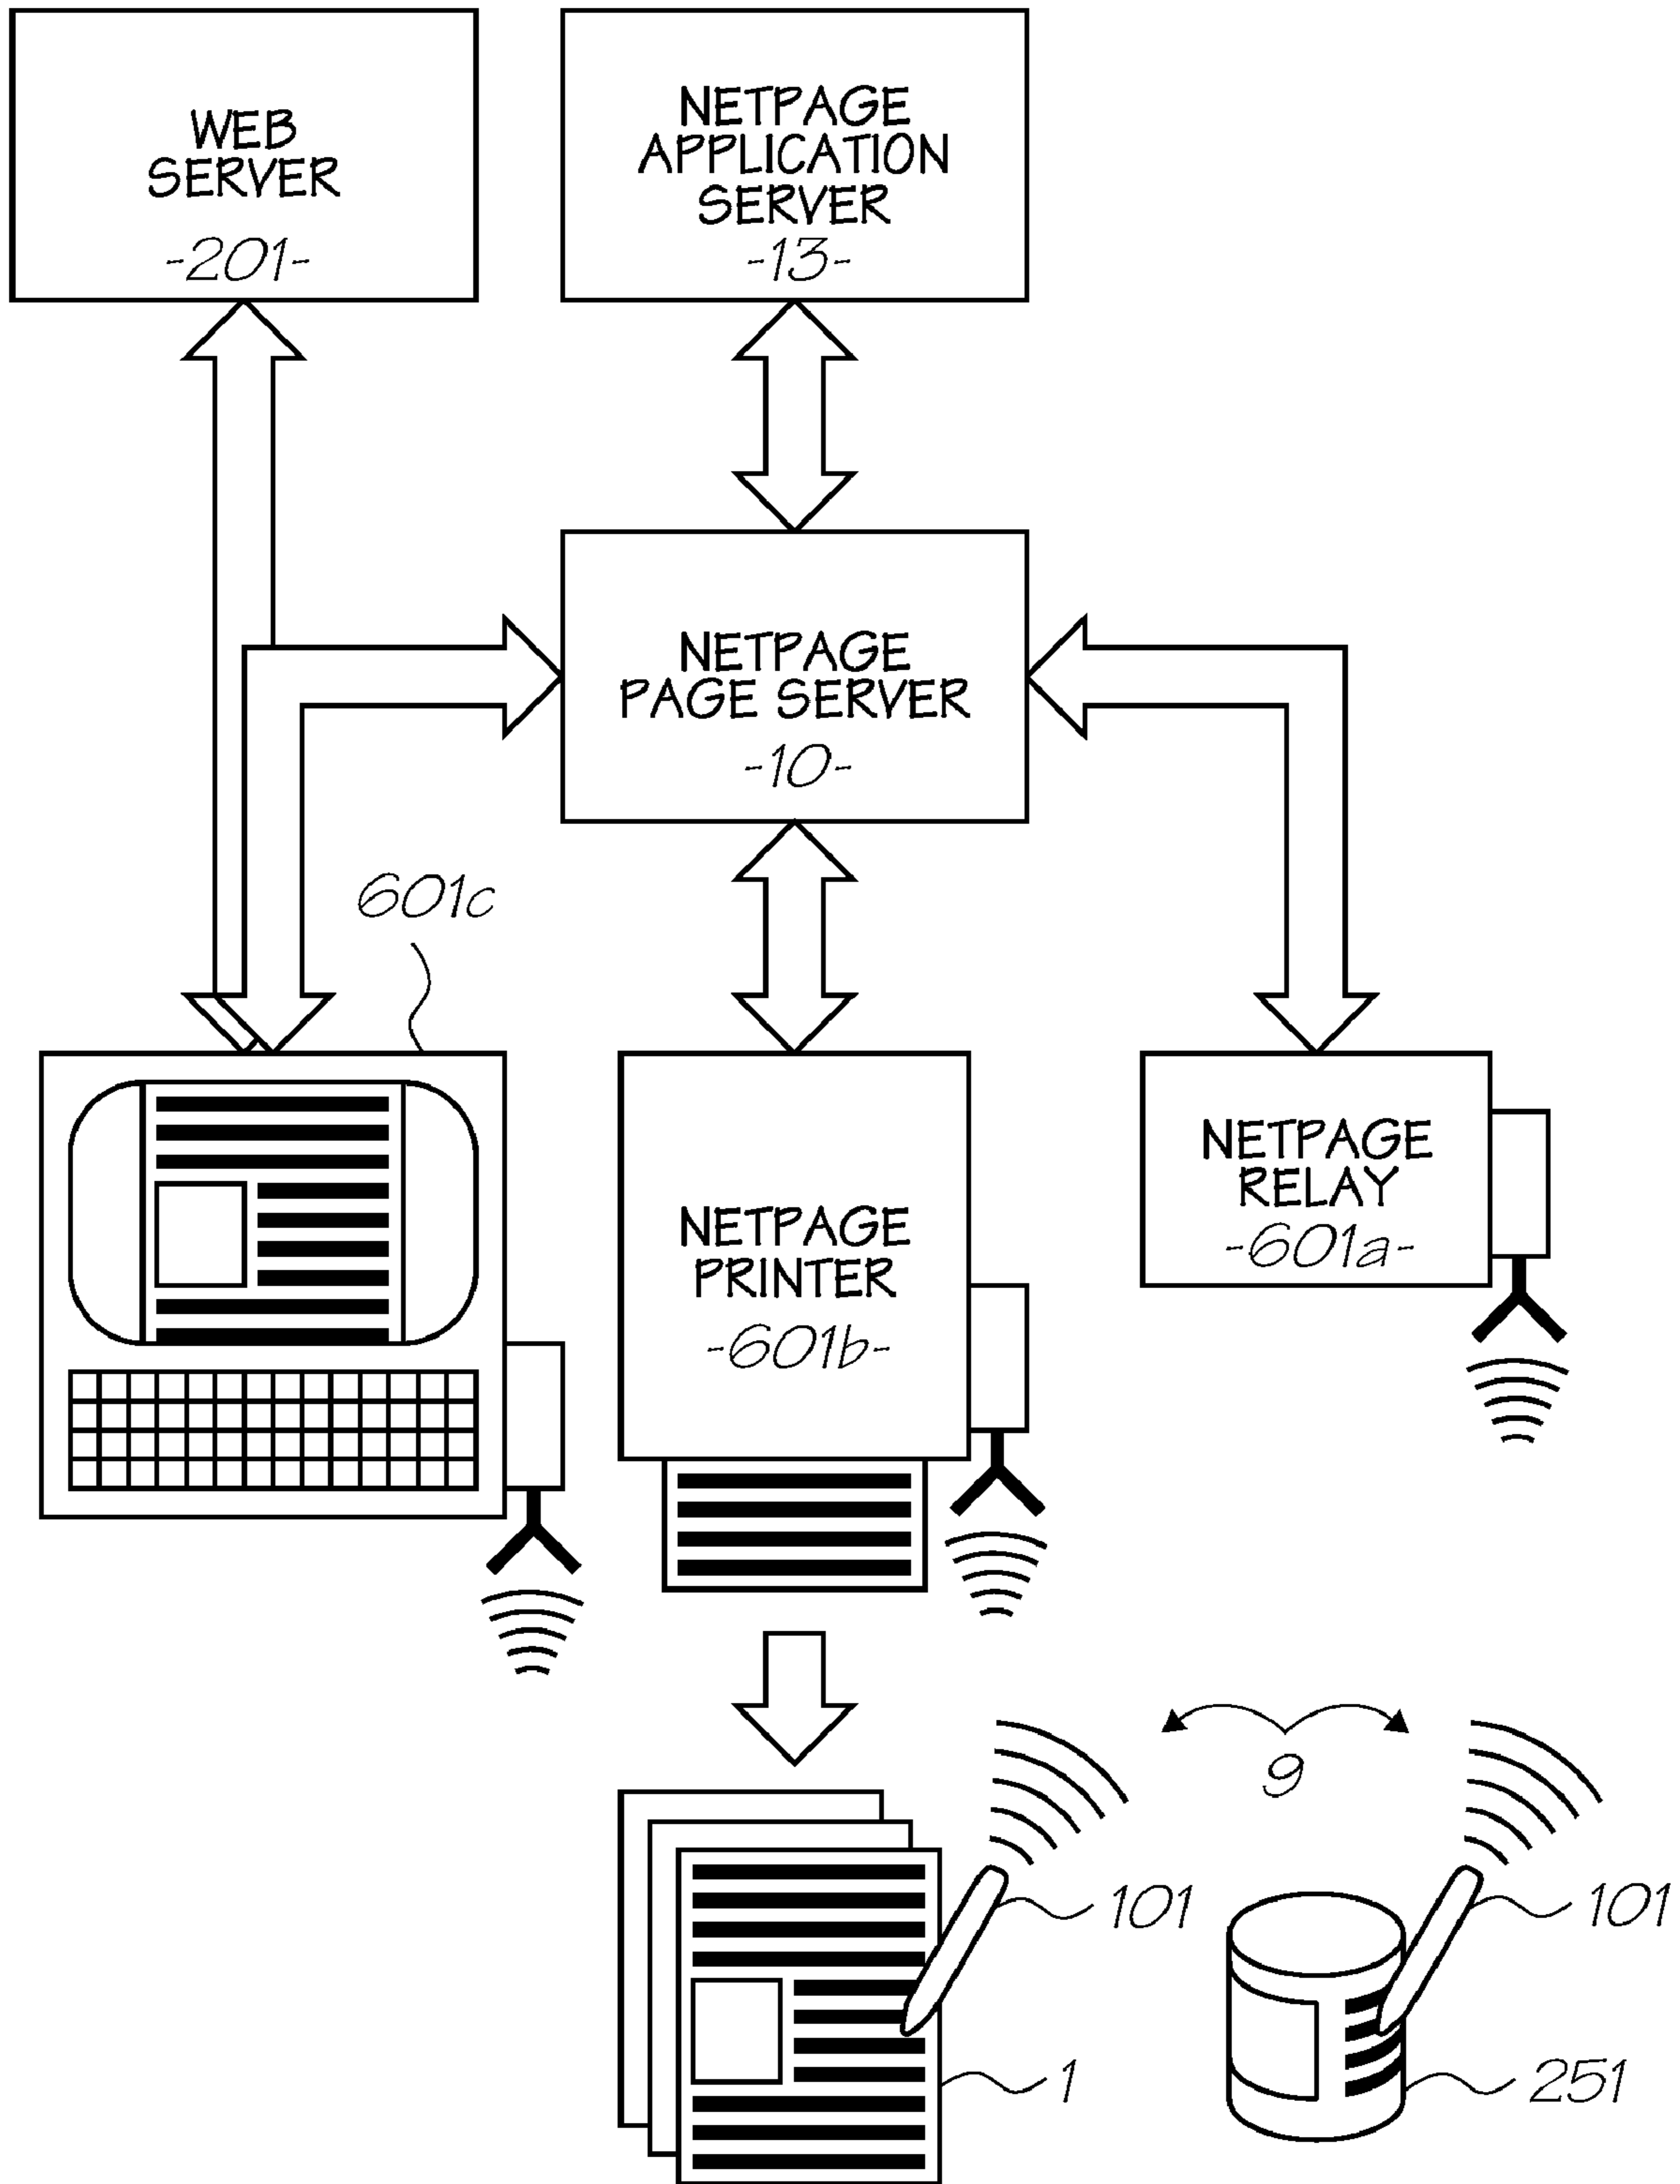 WEB
SERVER
-201-
NETPAGE
APPLICATION
SERVER
-13-
NETPAGE
PAGE SERVER
-10-
601c
NETPAGE
PRINTER
-601b-
NETPAGE
RELAY
-601a-
9
101
101
1
251